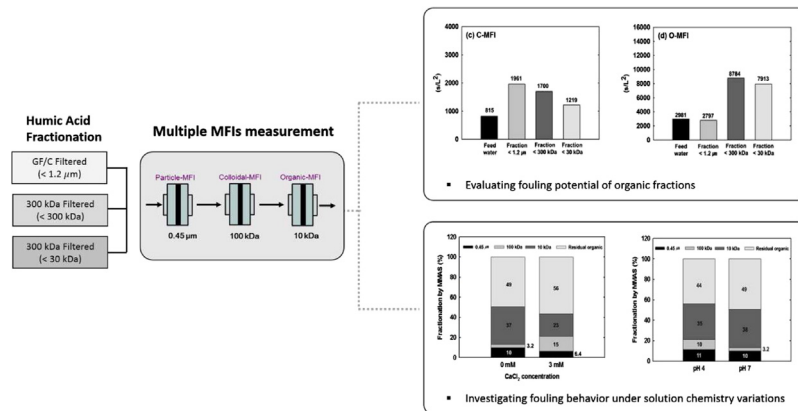 Humic Acid
Fractionation
GF/C Filtered
(< 1.2 μm)
300 kDa Filtered
(< 300 kDa)
300 kDa Filtered
(< 30 kDa)
Multiple MFIs measurement
Particle-MFI
Colloidal-MFI
Organic-MFI
0.45 μm
100 kDa
10 kDa
(c) C-MFI
(s/L²)
4000
3000
2000
1000
0
815
1961
1700
1219
Feed water
Fraction < 1.2 ㎛
Fraction < 300 kDa
Fraction < 30 kDa
(d) O-MFI
(s/L²)
16000
14000
12000
10000
8000
6000
4000
2000
0
2981
2797
8784
7913
Feed water
Fraction < 1.2 ㎛
Fraction < 300 kDa
Fraction < 30 kDa
▪ Evaluating fouling potential of organic fractions
0.45 ㎛ 100 kDa 10 kDa Residual organic
Fractionation by MMAS (%)
120
100
80
60
40
20
0
49
37
3.2
10
56
25
15
6.4
0 mM
3 mM
CaCl₂ concentration
0.45 ㎛ 100 kDa 10 kDa Residual organic
Fractionation by MMAS (%)
120
100
80
60
40
20
0
44
35
10
11
49
38
3.2
10
pH 4
pH 7
▪ Investigating fouling behavior under solution chemistry variations